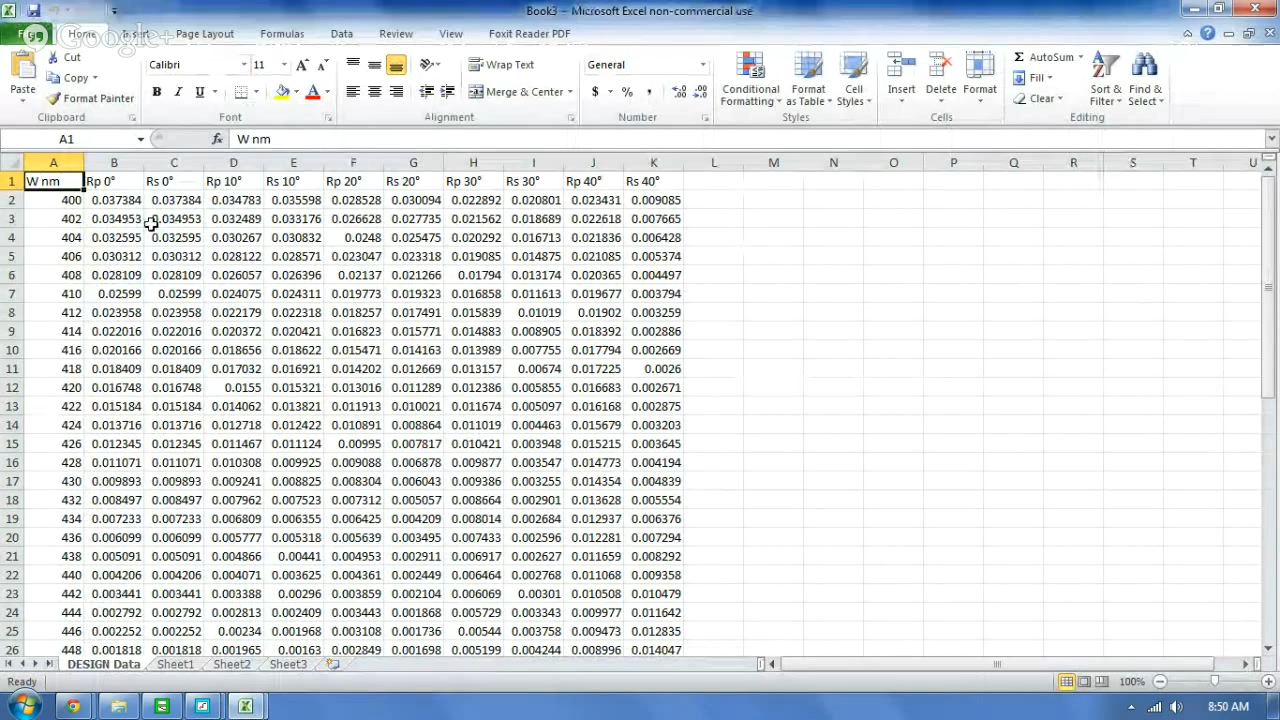 Book3 – Microsoft Excel non-commercial use
File Home Insert Page Layout Formulas Data Review View Foxit Reader PDF
Google+
Cut Calibri 11 Wrap Text General AutoSum
Copy Fill
Paste Format Painter Merge & Center Conditional Formatting Format as Table Cell Styles Insert Delete Format Clear Sort & Filter Find & Select
Clipboard Font Alignment Number Styles Cells Editing
A1 fx W nm
A B C D E F G H I J K L M N O P Q R S T U
1 W nm Rp 0° Rs 0° Rp 10° Rs 10° Rp 20° Rs 20° Rp 30° Rs 30° Rp 40° Rs 40°
2 400 0.037384 0.037384 0.034783 0.035598 0.028528 0.030094 0.022892 0.020801 0.023431 0.009085
3 402 0.034953 0.034953 0.032489 0.033176 0.026628 0.027735 0.021562 0.018689 0.022618 0.007665
4 404 0.032595 0.032595 0.030267 0.030832 0.0248 0.025475 0.020292 0.016713 0.021836 0.006428
5 406 0.030312 0.030312 0.028122 0.028571 0.023047 0.023318 0.019085 0.014875 0.021085 0.005374
6 408 0.028109 0.028109 0.026057 0.026396 0.02137 0.021266 0.01794 0.013174 0.020365 0.004497
7 410 0.02599 0.02599 0.024075 0.024311 0.019773 0.019323 0.016858 0.011613 0.019677 0.003794
8 412 0.023958 0.023958 0.022179 0.022318 0.018257 0.017491 0.015839 0.01019 0.01902 0.003259
9 414 0.022016 0.022016 0.020372 0.020421 0.016823 0.015771 0.014883 0.008905 0.018392 0.002886
10 416 0.020166 0.020166 0.018656 0.018622 0.015471 0.014163 0.013989 0.007755 0.017794 0.002669
11 418 0.018409 0.018409 0.017032 0.016921 0.014202 0.012669 0.013157 0.00674 0.017225 0.0026
12 420 0.016748 0.016748 0.0155 0.015321 0.013016 0.011289 0.012386 0.005855 0.016683 0.002671
13 422 0.015184 0.015184 0.014062 0.013821 0.011913 0.010021 0.011674 0.005097 0.016168 0.002875
14 424 0.013716 0.013716 0.012718 0.012422 0.010891 0.008864 0.011019 0.004463 0.015679 0.003203
15 426 0.012345 0.012345 0.011467 0.011124 0.00995 0.007817 0.010421 0.003948 0.015215 0.003645
16 428 0.011071 0.011071 0.010308 0.009925 0.009088 0.006878 0.009877 0.003547 0.014773 0.004194
17 430 0.009893 0.009893 0.009241 0.008825 0.008304 0.006043 0.009386 0.003255 0.014354 0.004839
18 432 0.008497 0.008497 0.007962 0.007523 0.007312 0.005057 0.008664 0.002901 0.013628 0.005554
19 434 0.007233 0.007233 0.006809 0.006355 0.006425 0.004209 0.008014 0.002684 0.012937 0.006376
20 436 0.006099 0.006099 0.005777 0.005318 0.005639 0.003495 0.007433 0.002596 0.012281 0.007294
21 438 0.005091 0.005091 0.004866 0.00441 0.004953 0.002911 0.006917 0.002627 0.011659 0.008292
22 440 0.004206 0.004206 0.004071 0.003625 0.004361 0.002449 0.006464 0.002768 0.011068 0.009358
23 442 0.003441 0.003441 0.003388 0.00296 0.003859 0.002104 0.006069 0.00301 0.010508 0.010479
24 444 0.002792 0.002792 0.002813 0.002409 0.003443 0.001868 0.005729 0.003343 0.009977 0.011642
25 446 0.002252 0.002252 0.00234 0.001968 0.003108 0.001736 0.00544 0.003758 0.009473 0.012835
26 448 0.001818 0.001818 0.001965 0.00163 0.002849 0.001698 0.005199 0.004244 0.008996 0.014047
DESIGN Data Sheet1 Sheet2 Sheet3
Ready 100%
8:50 AM